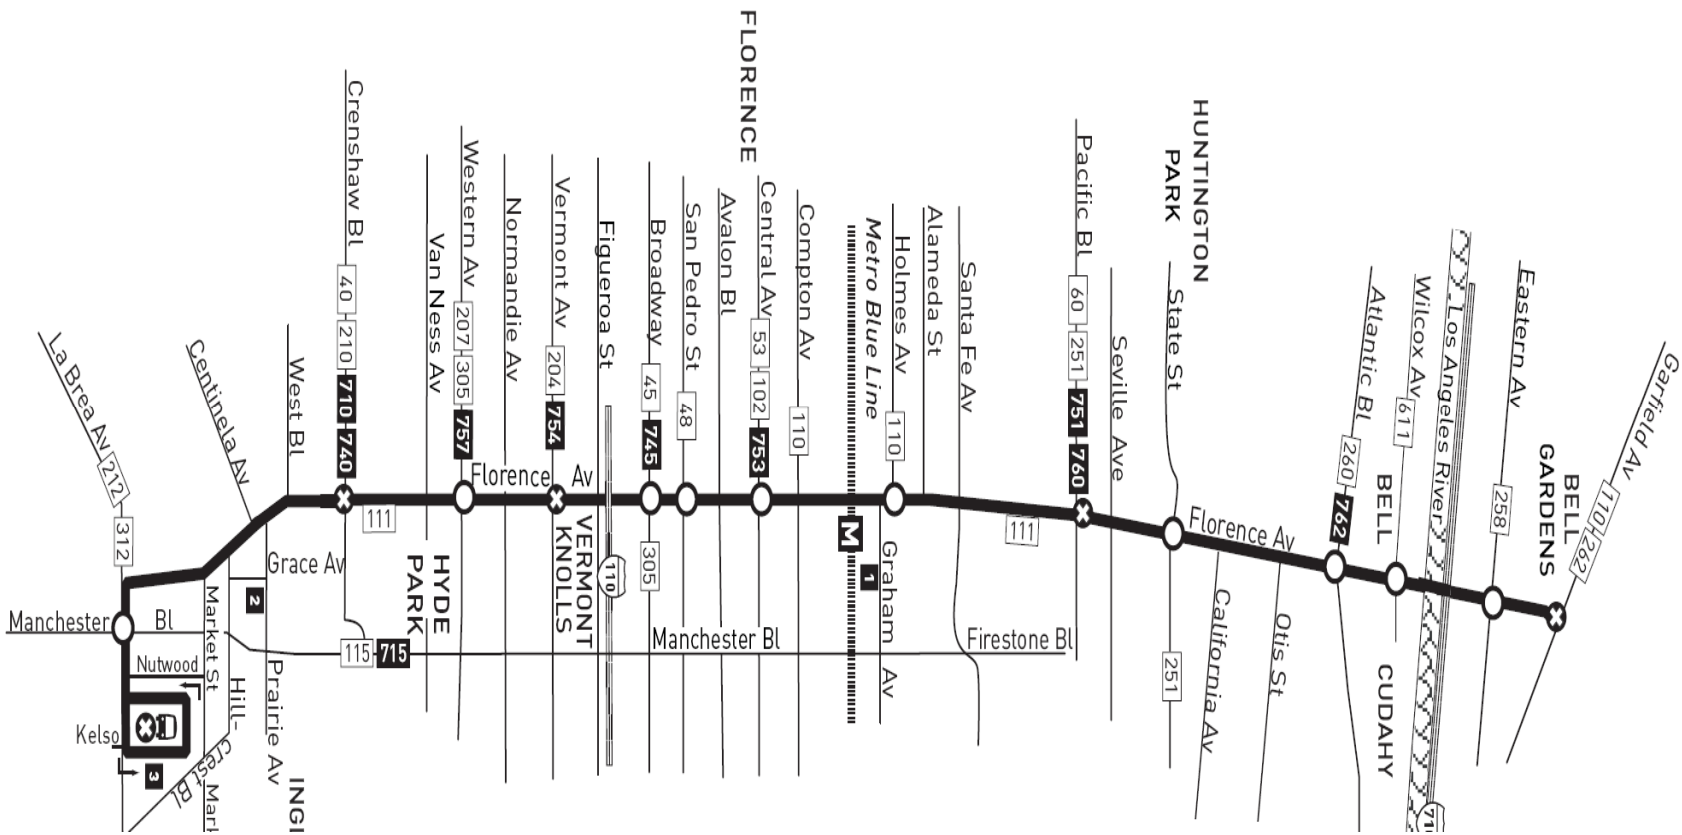 FLORENCE
HUNTINGTON
PARK
Crenshaw Bl
40
210
710
740
Van Ness Av
Western Av
207
305
757
Normandie Av
Vermont Av
204
754
Figueroa St
Broadway
45
745
San Pedro St
48
Avalon Bl
Central Av
53
102
753
Compton Av
110
Metro Blue Line
Holmes Av
110
Alameda St
Santa Fe Av
Pacific Bl
60
251
751
760
Seville Ave
State St
Atlantic Bl
260
762
Wilcox Av
611
Los Angeles River
Eastern Av
258
Garfield Av
110
262
BELL
BELL
GARDENS
La Brea Av
212
312
Centinela Av
West Bl
Florence Av
111
111
Florence Av
Grace Av
HYDE
PARK
VERMONT
KNOLLS
110
305
M
1
Graham Av
2
Manchester Bl
Market St
115
715
Manchester Bl
Firestone Bl
251
California Av
Otis St
CUDAHY
Nutwood
Prairie Av
Hill-
crest Bl
Kelso
3
INGL
Mark
710